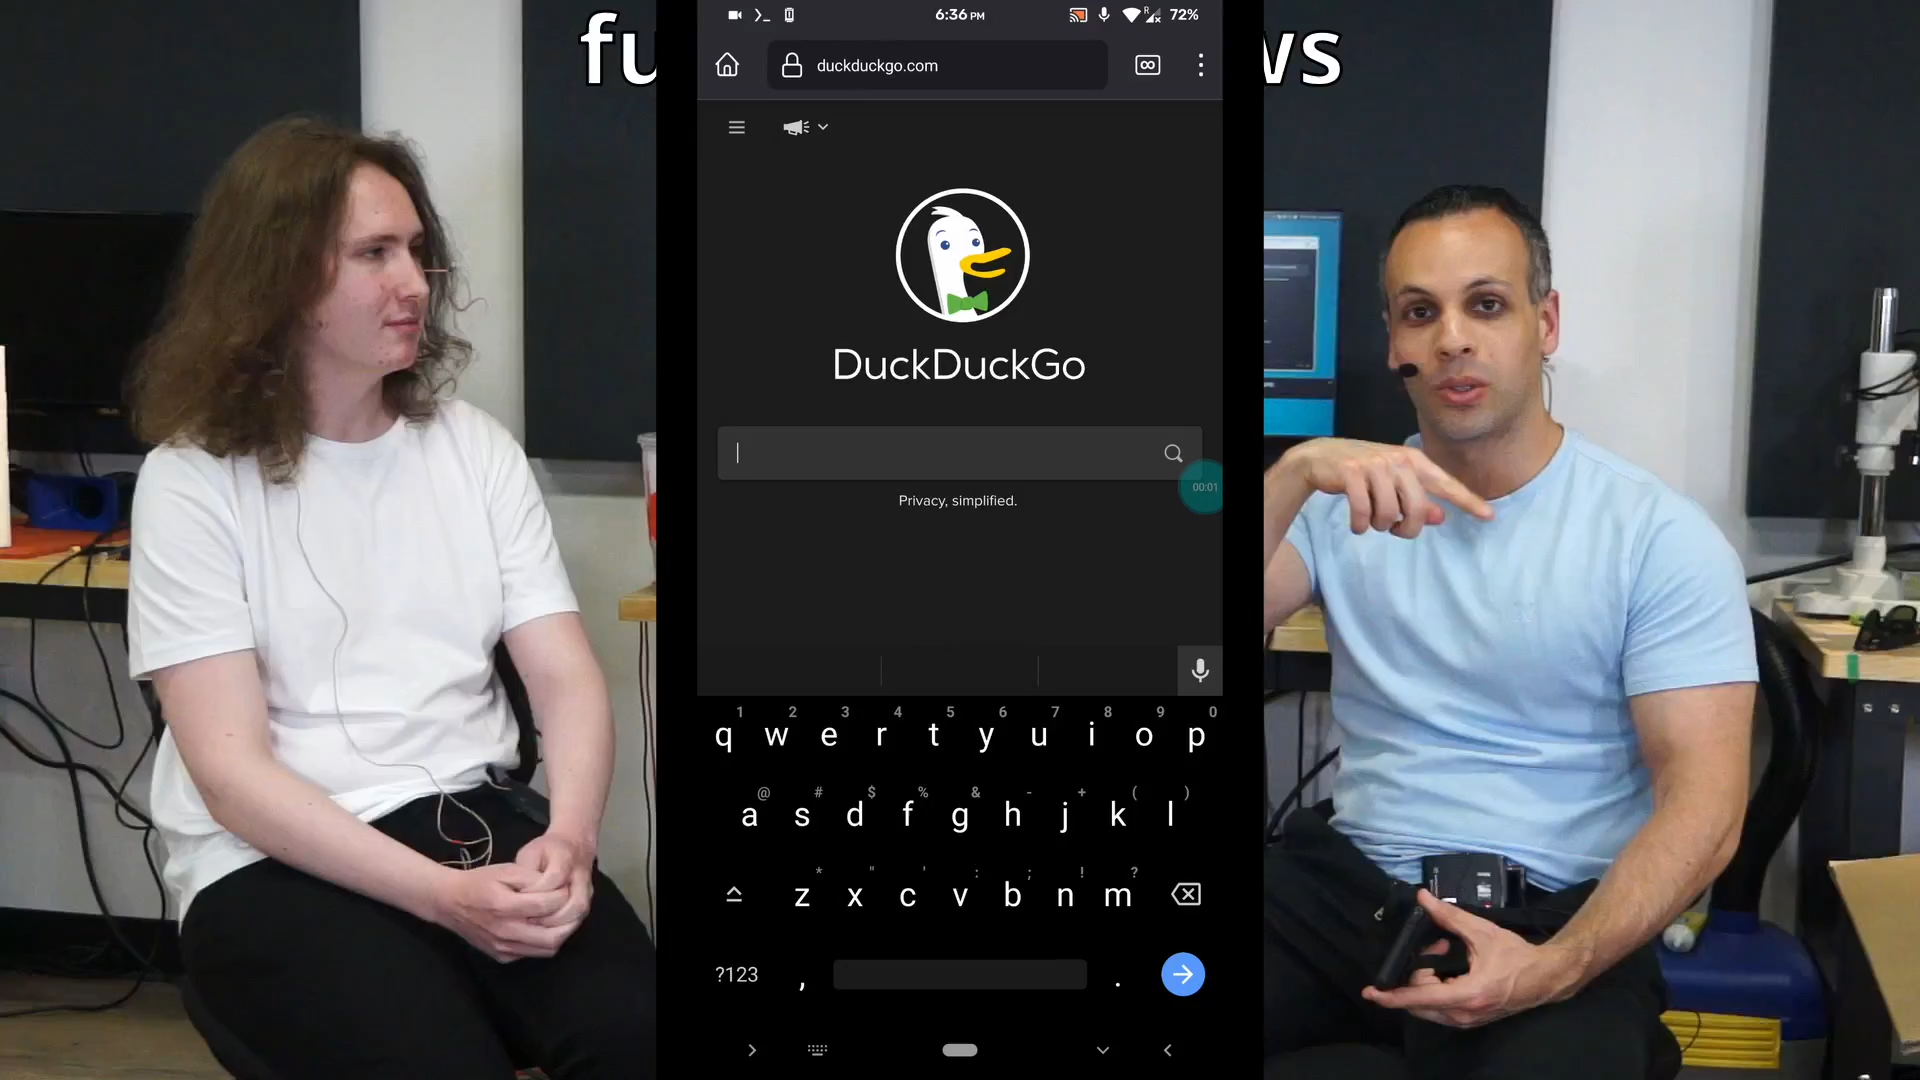 6:36 PM
R
72%
fu
ws
duckduckgo.com
DuckDuckGo
00:01
Privacy, simplified.
1 2 3 4 5 6 7 8 9 0
q w e r t y u i o p
@ # $ % & - + ( )
a s d f g h j k l
* " ' : ; ! ?
z x c v b n m
?123 , .